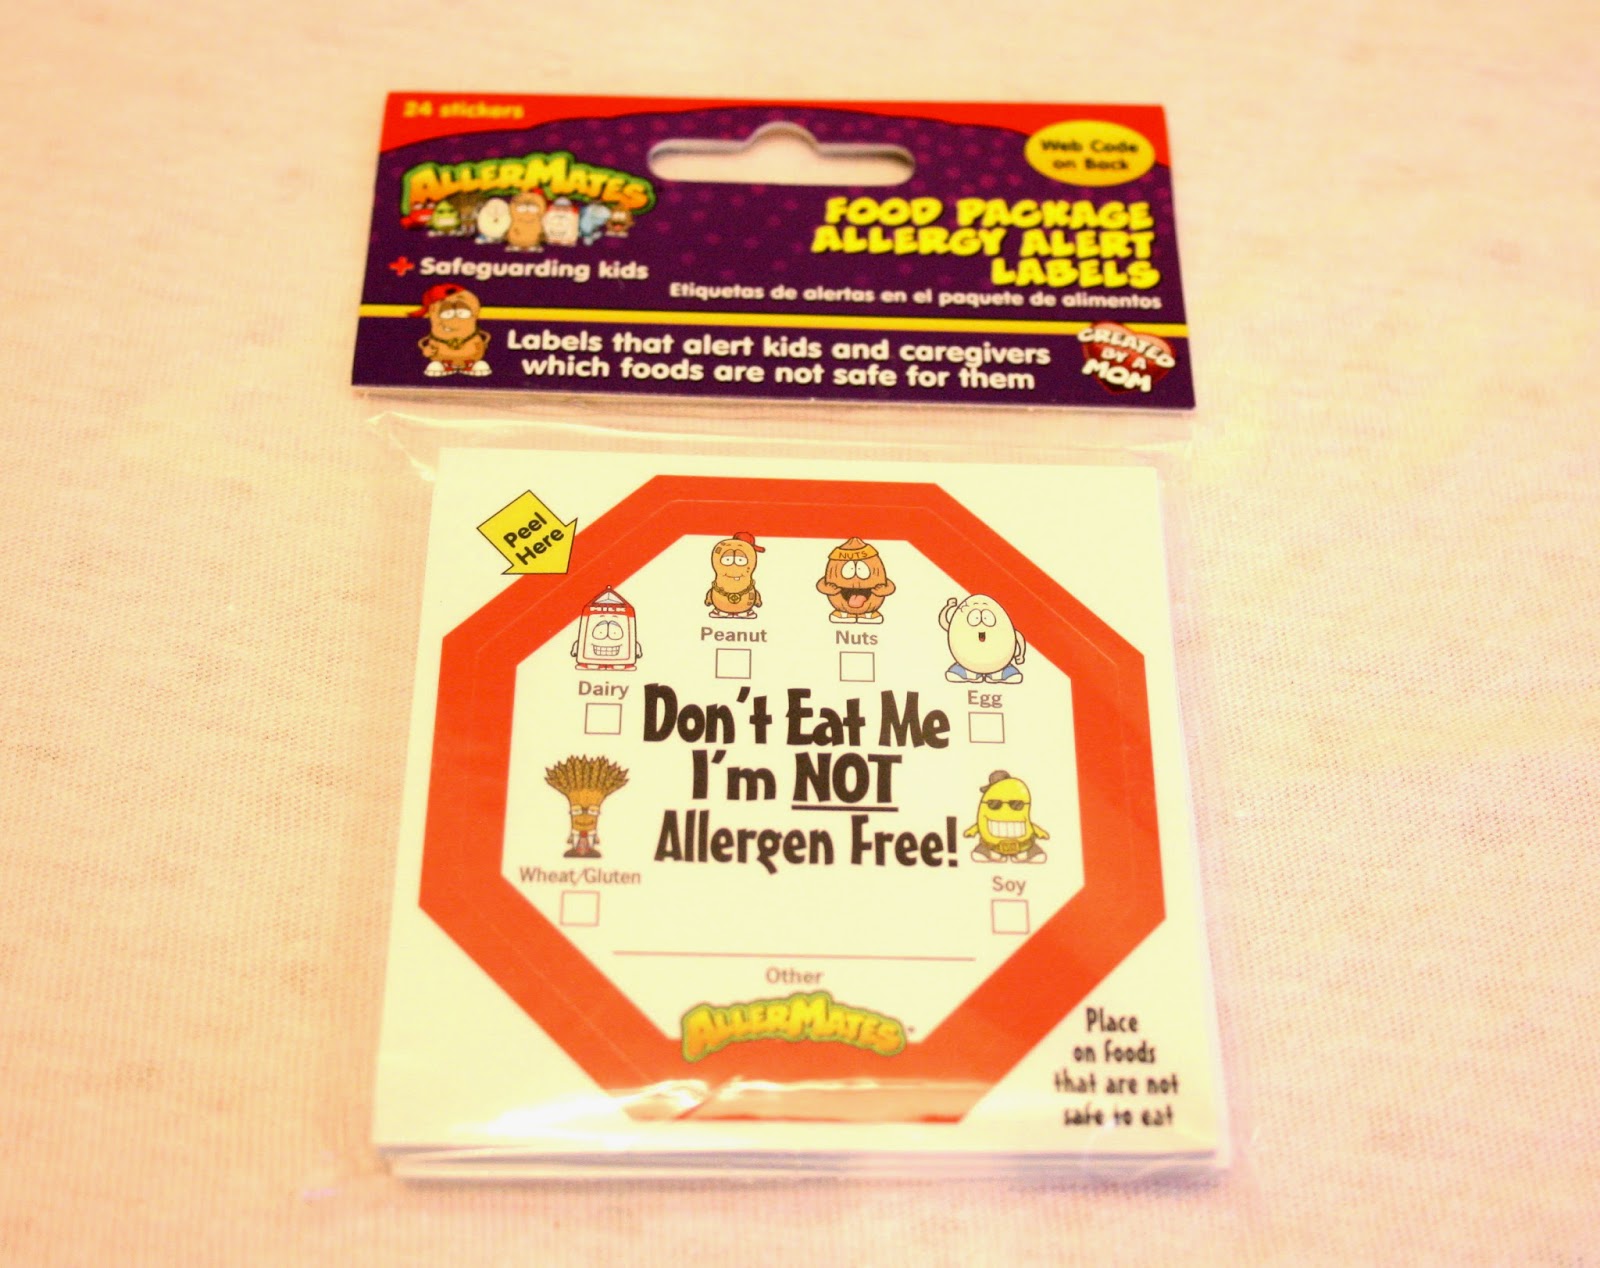 24 stickers
Web Code
on Back
ALLERMATES
FOOD PACKAGE
ALLERGY ALERT
LABELS
+ Safeguarding kids
Etiquetas de alertas en el paquete de alimentos
Labels that alert kids and caregivers
which foods are not safe for them
CREATED
BY A
MOM
Peel
Here
MILK
NUTS
Peanut
Nuts
Dairy
Egg
Don't Eat Me
I'm NOT
Allergen Free!
Wheat/Gluten
Soy
Other
ALLERMATES
Place
on foods
that are not
safe to eat